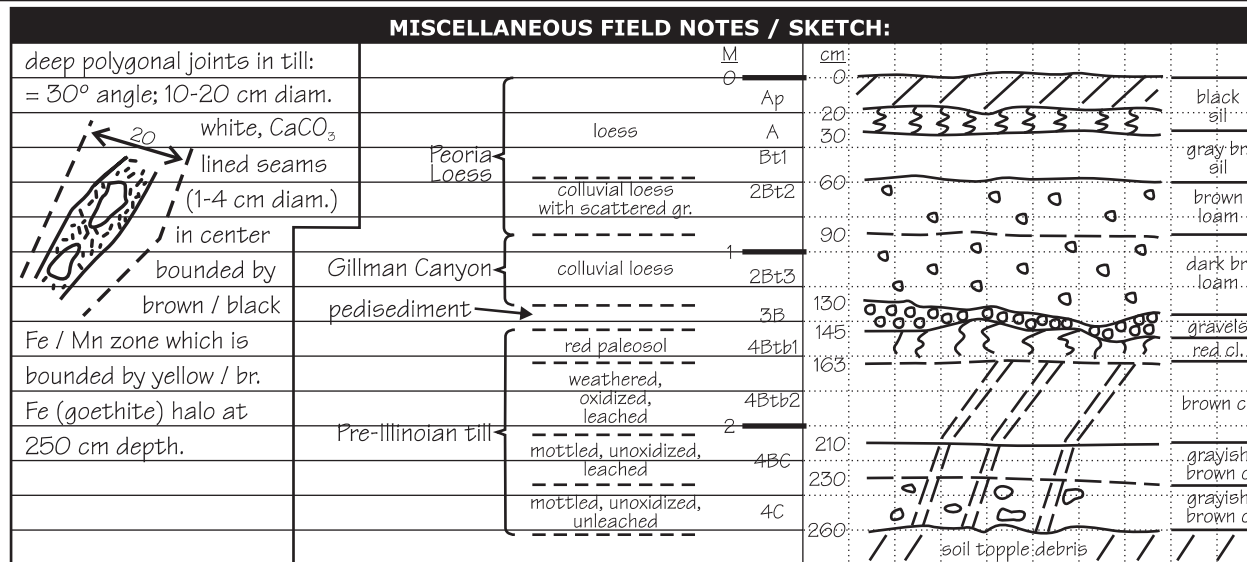 MISCELLANEOUS FIELD NOTES / SKETCH:
deep polygonal joints in till:
= 30° angle; 10-20 cm diam.
20
white, CaCO₃
lined seams
(1-4 cm diam.)
in center
bounded by
brown / black
Fe / Mn zone which is
bounded by yellow / br.
Fe (goethite) halo at
250 cm depth.
Peoria
Loess
Gillman Canyon
pedisediment
Pre-Illinoian till
loess
colluvial loess
with scattered gr.
colluvial loess
red paleosol
weathered,
oxidized,
leached
mottled, unoxidized,
leached
mottled, unoxidized,
unleached
M
0
1
2
Ap
A
Bt1
2Bt2
2Bt3
3B
4Btb1
4Btb2
4BC
4C
cm
0
20
30
60
90
130
145
163
210
230
260
soil topple debris
black
sil
gray br
sil
brown
loam
dark br
loam
gravels
red cl.
brown c
grayish
brown c
grayish
brown c